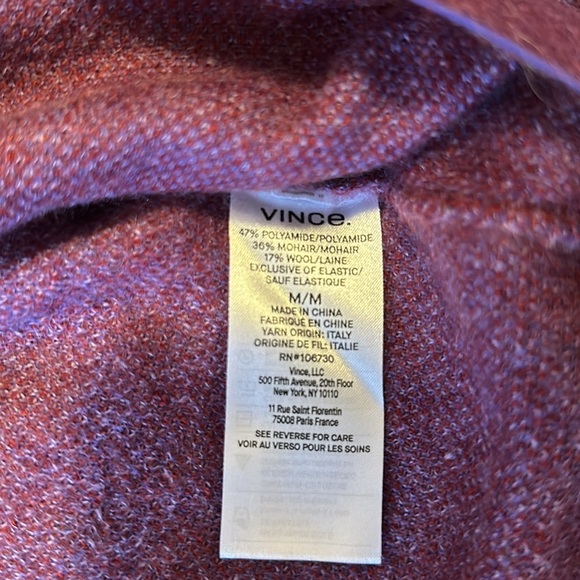 VINCE.
47% POLYAMIDE/POLYAMIDE
36% MOHAIR/MOHAIR
17% WOOL/LAINE
EXCLUSIVE OF ELASTIC/
SAUF ELASTIQUE
M/M
MADE IN CHINA
FABRIQUÉ EN CHINE
YARN ORIGIN: ITALY
ORIGINE DE FIL: ITALIE
RN#106730
Vince, LLC
500 Fifth Avenue, 20th Floor
New York, NY 10110
11 Rue Saint Florentin
75008 Paris France
SEE REVERSE FOR CARE
VOIR AU VERSO POUR LES SOINS